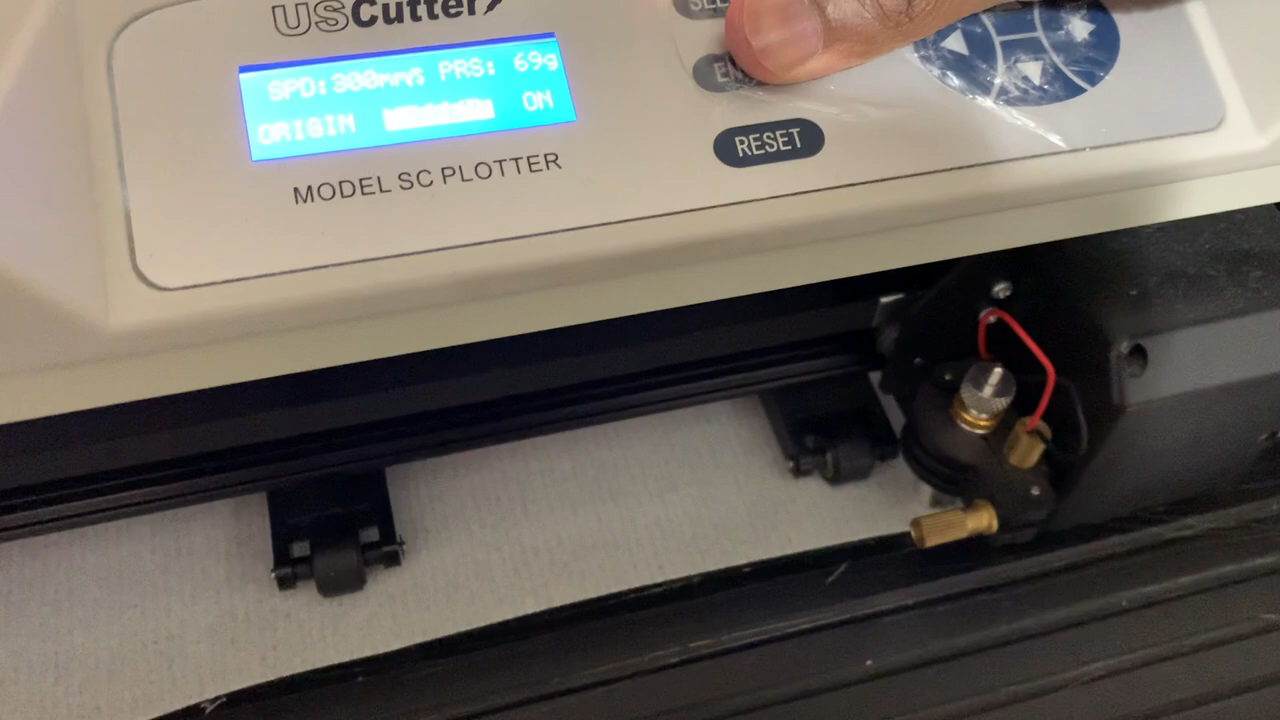 USCutter
SPD:300mm/s PRS: 69g
ORIGIN ON
MODEL SC PLOTTER
RESET